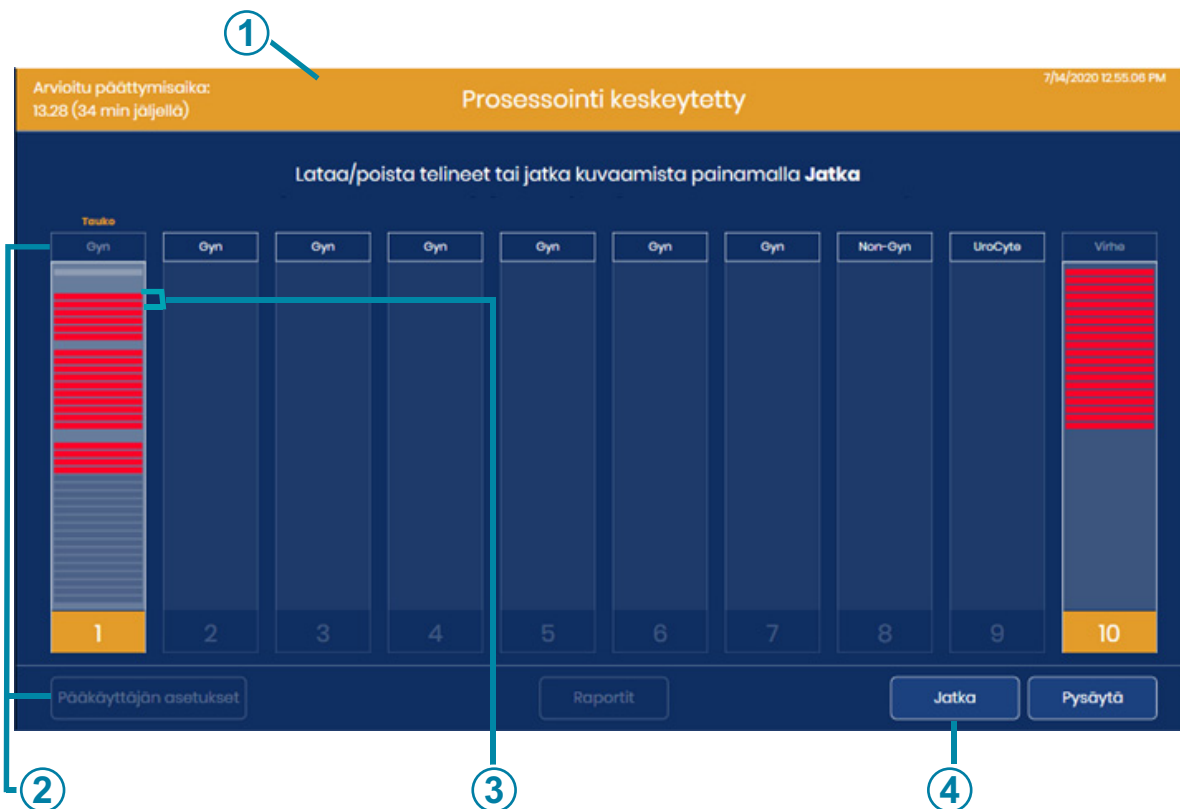 1
Arvioitu päättymisaika:
13.28 (34 min jäljellä)
Prosessointi keskeytetty
7/14/2020 12.55.06 PM
Lataa/poista telineet tai jatka kuvaamista painamalla Jatka
Tauko
Gyn Gyn Gyn Gyn Gyn Gyn Gyn Non-Gyn UroCyte Virhe
1 2 3 4 5 6 7 8 9 10
Pääkäyttäjän asetukset Raportit Jatka Pysäytä
2 3 4